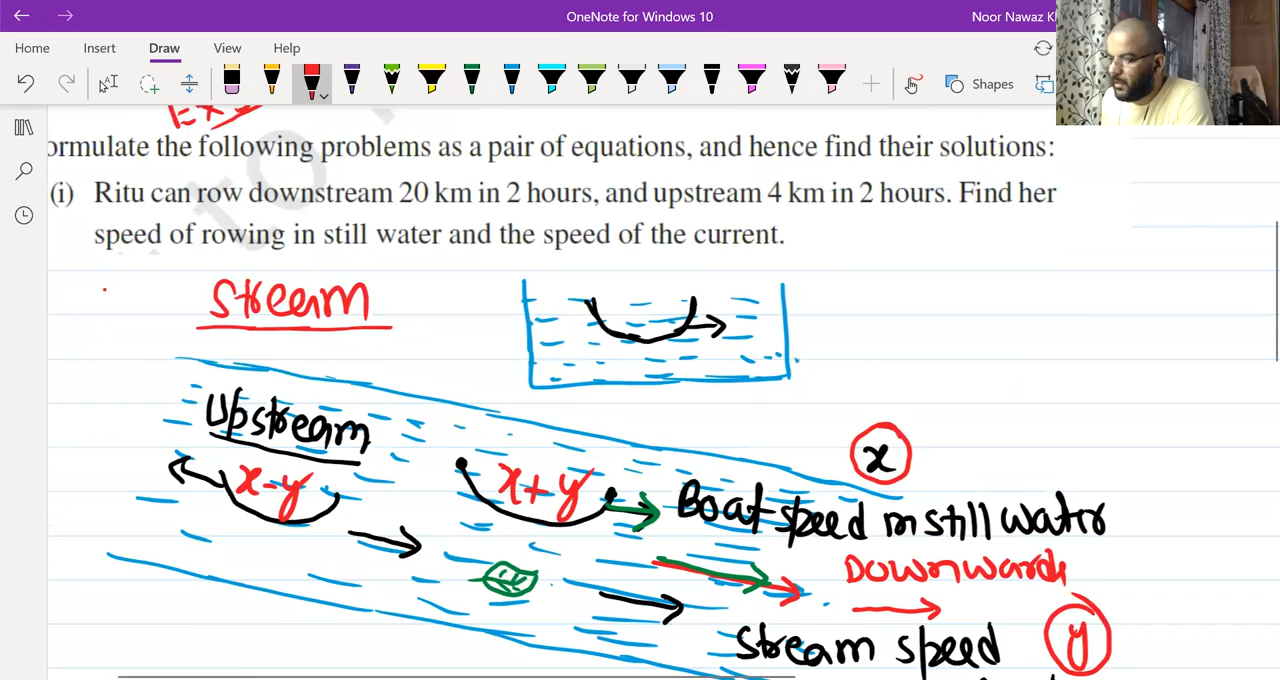 OneNote for Windows 10
Noor Nawaz K
Home Insert Draw View Help
Shapes
Ex
ormulate the following problems as a pair of equations, and hence find their solutions:
(i) Ritu can row downstream 20 km in 2 hours, and upstream 4 km in 2 hours. Find her
speed of rowing in still water and the speed of the current.
Stream
Upstream
x
x-y
x+y
Boat speed in still water
Downwards
Stream speed
y